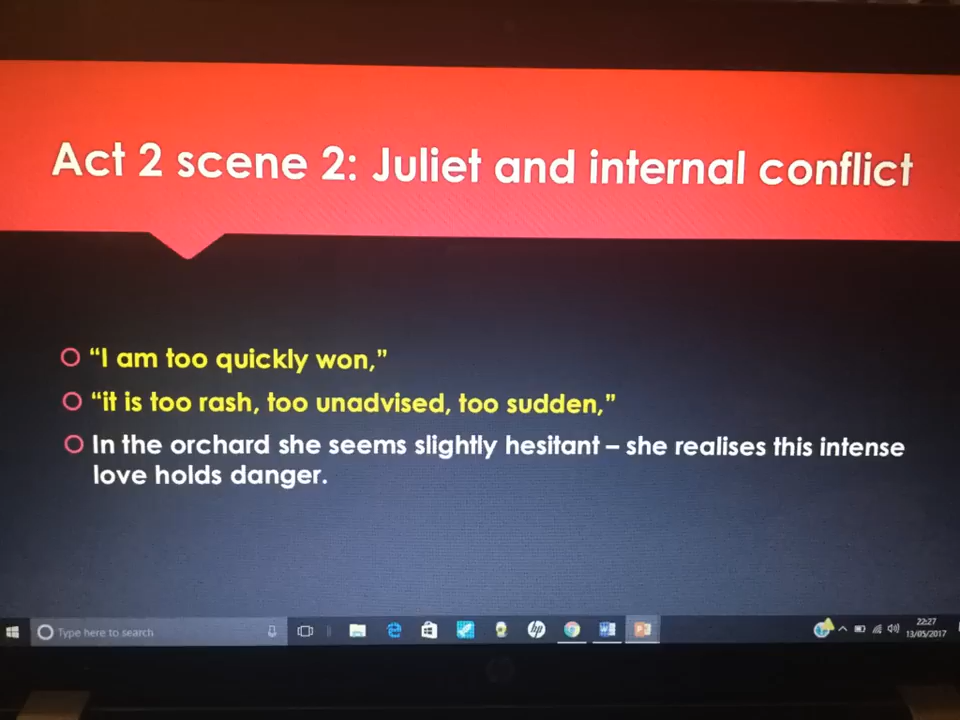 Act 2 scene 2: Juliet and internal conflict
“I am too quickly won,”
“it is too rash, too unadvised, too sudden,”
In the orchard she seems slightly hesitant – she realises this intense
love holds danger.
Type here to search
22:27
13/05/2017